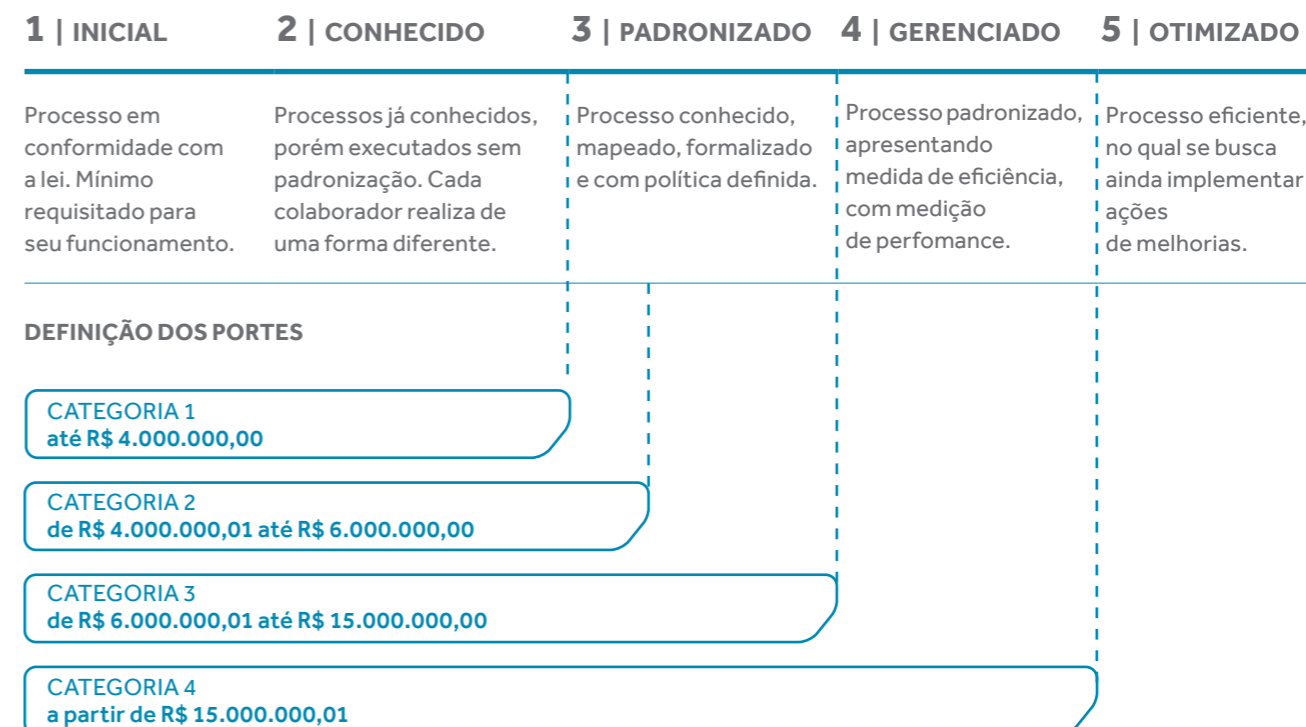 1 | INICIAL
2 | CONHECIDO
3 | PADRONIZADO
4 | GERENCIADO
5 | OTIMIZADO
Processo em
conformidade com
a lei. Mínimo
requisitado para
seu funcionamento.
Processos já conhecidos,
porém executados sem
padronização. Cada
colaborador realiza de
uma forma diferente.
Processo conhecido,
mapeado, formalizado
e com política definida.
Processo padronizado,
apresentando
medida de eficiência,
com medição
de perfomance.
Processo eficiente,
no qual se busca
ainda implementar
ações
de melhorias.
DEFINIÇÃO DOS PORTES
CATEGORIA 1
até R$ 4.000.000,00
CATEGORIA 2
de R$ 4.000.000,01 até R$ 6.000.000,00
CATEGORIA 3
de R$ 6.000.000,01 até R$ 15.000.000,00
CATEGORIA 4
a partir de R$ 15.000.000,01